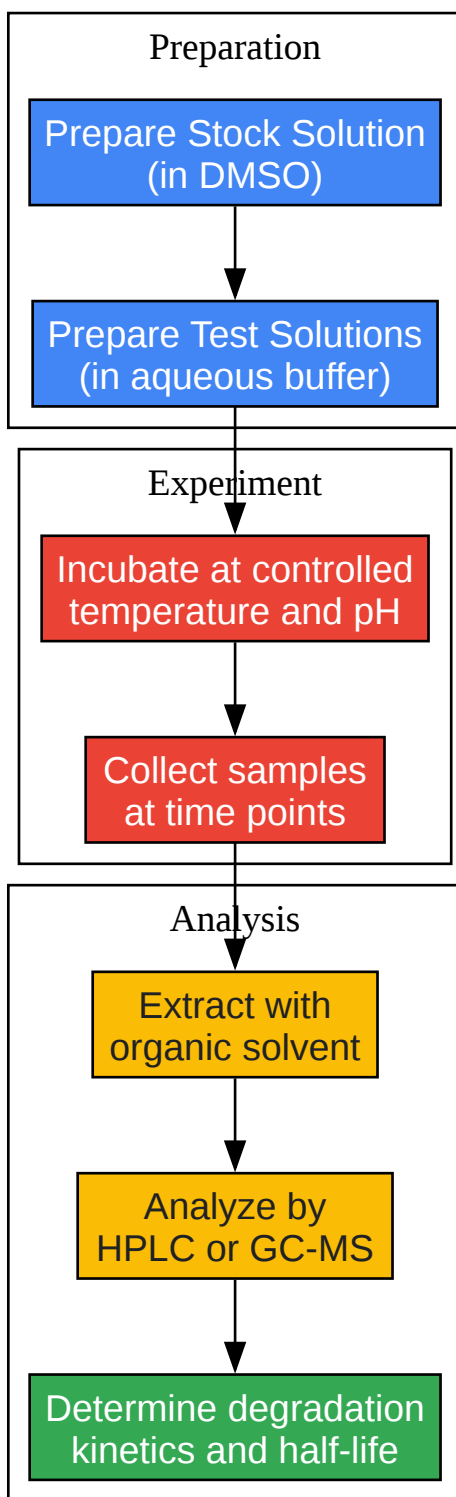 Preparation
Prepare Stock Solution
(in DMSO)
Prepare Test Solutions
(in aqueous buffer)
Experiment
Incubate at controlled
temperature and pH
Collect samples
at time points
Analysis
Extract with
organic solvent
Analyze by
HPLC or GC-MS
Determine degradation
kinetics and half-life